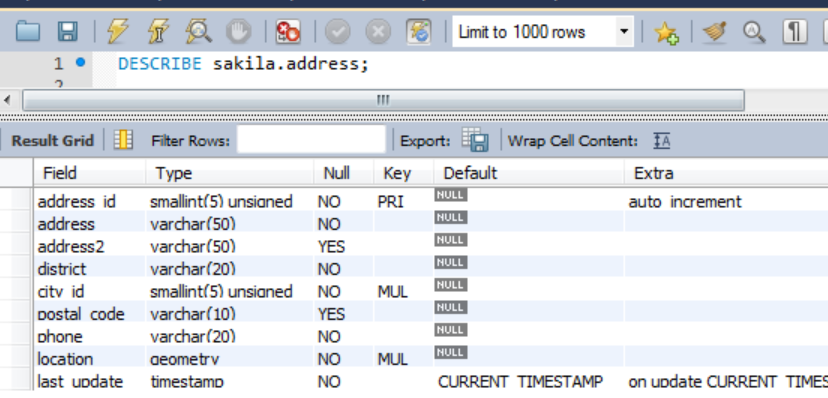 Limit to 1000 rows
1 DESCRIBE sakila.address;
2
Result Grid Filter Rows: Export: Wrap Cell Content:
Field Type Null Key Default Extra
address_id smallint(5) unsigned NO PRI NULL auto_increment
address varchar(50) NO NULL
address2 varchar(50) YES NULL
district varchar(20) NO NULL
city_id smallint(5) unsigned NO MUL NULL
postal_code varchar(10) YES NULL
phone varchar(20) NO NULL
location geometry NO MUL NULL
last_update timestamp NO CURRENT_TIMESTAMP on update CURRENT_TIMES